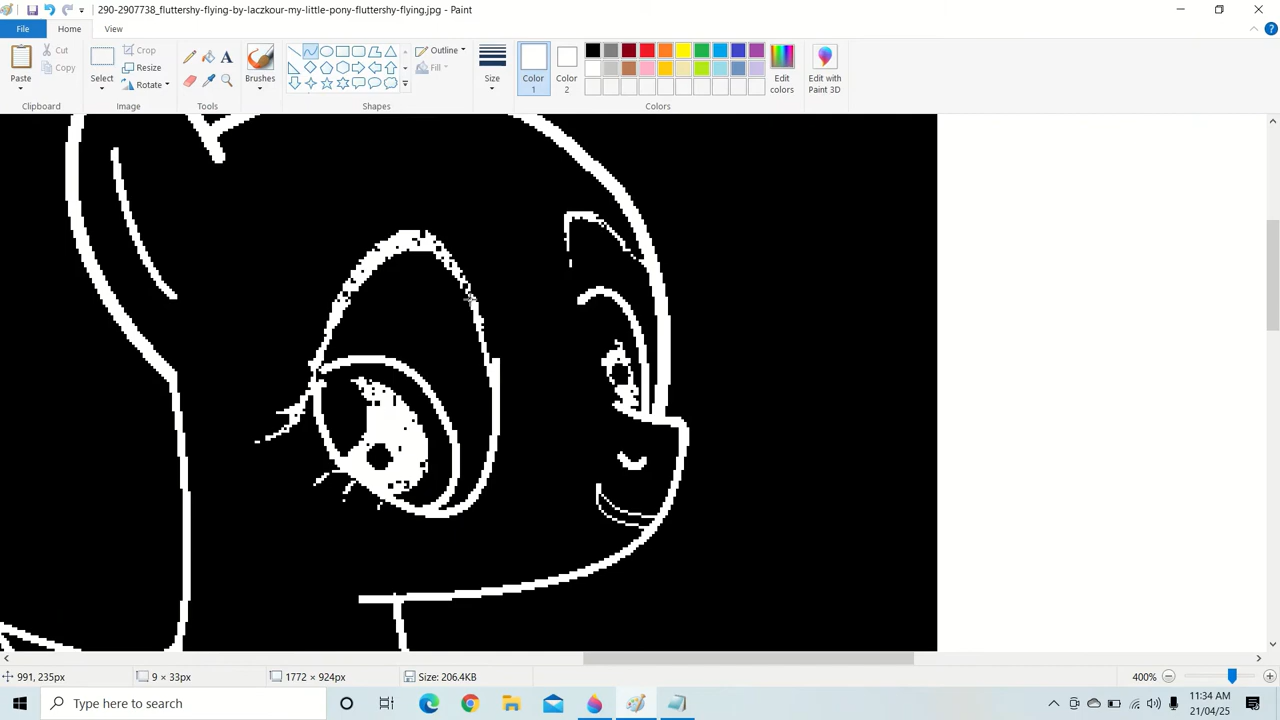 290-2907738_fluttershy-flying-by-laczkour-my-little-pony-fluttershy-flying.jpg - Paint
File Home View
Paste
Cut
Copy
Clipboard
Select
Crop
Resize
Rotate
Image
Tools
Brushes
Shapes
Outline
Fill
Size
Color 1
Color 2
Colors
Edit colors
Edit with Paint 3D
991, 235px 9 × 33px 1772 × 924px Size: 206.4KB 400%
Type here to search
11:34 AM
21/04/25